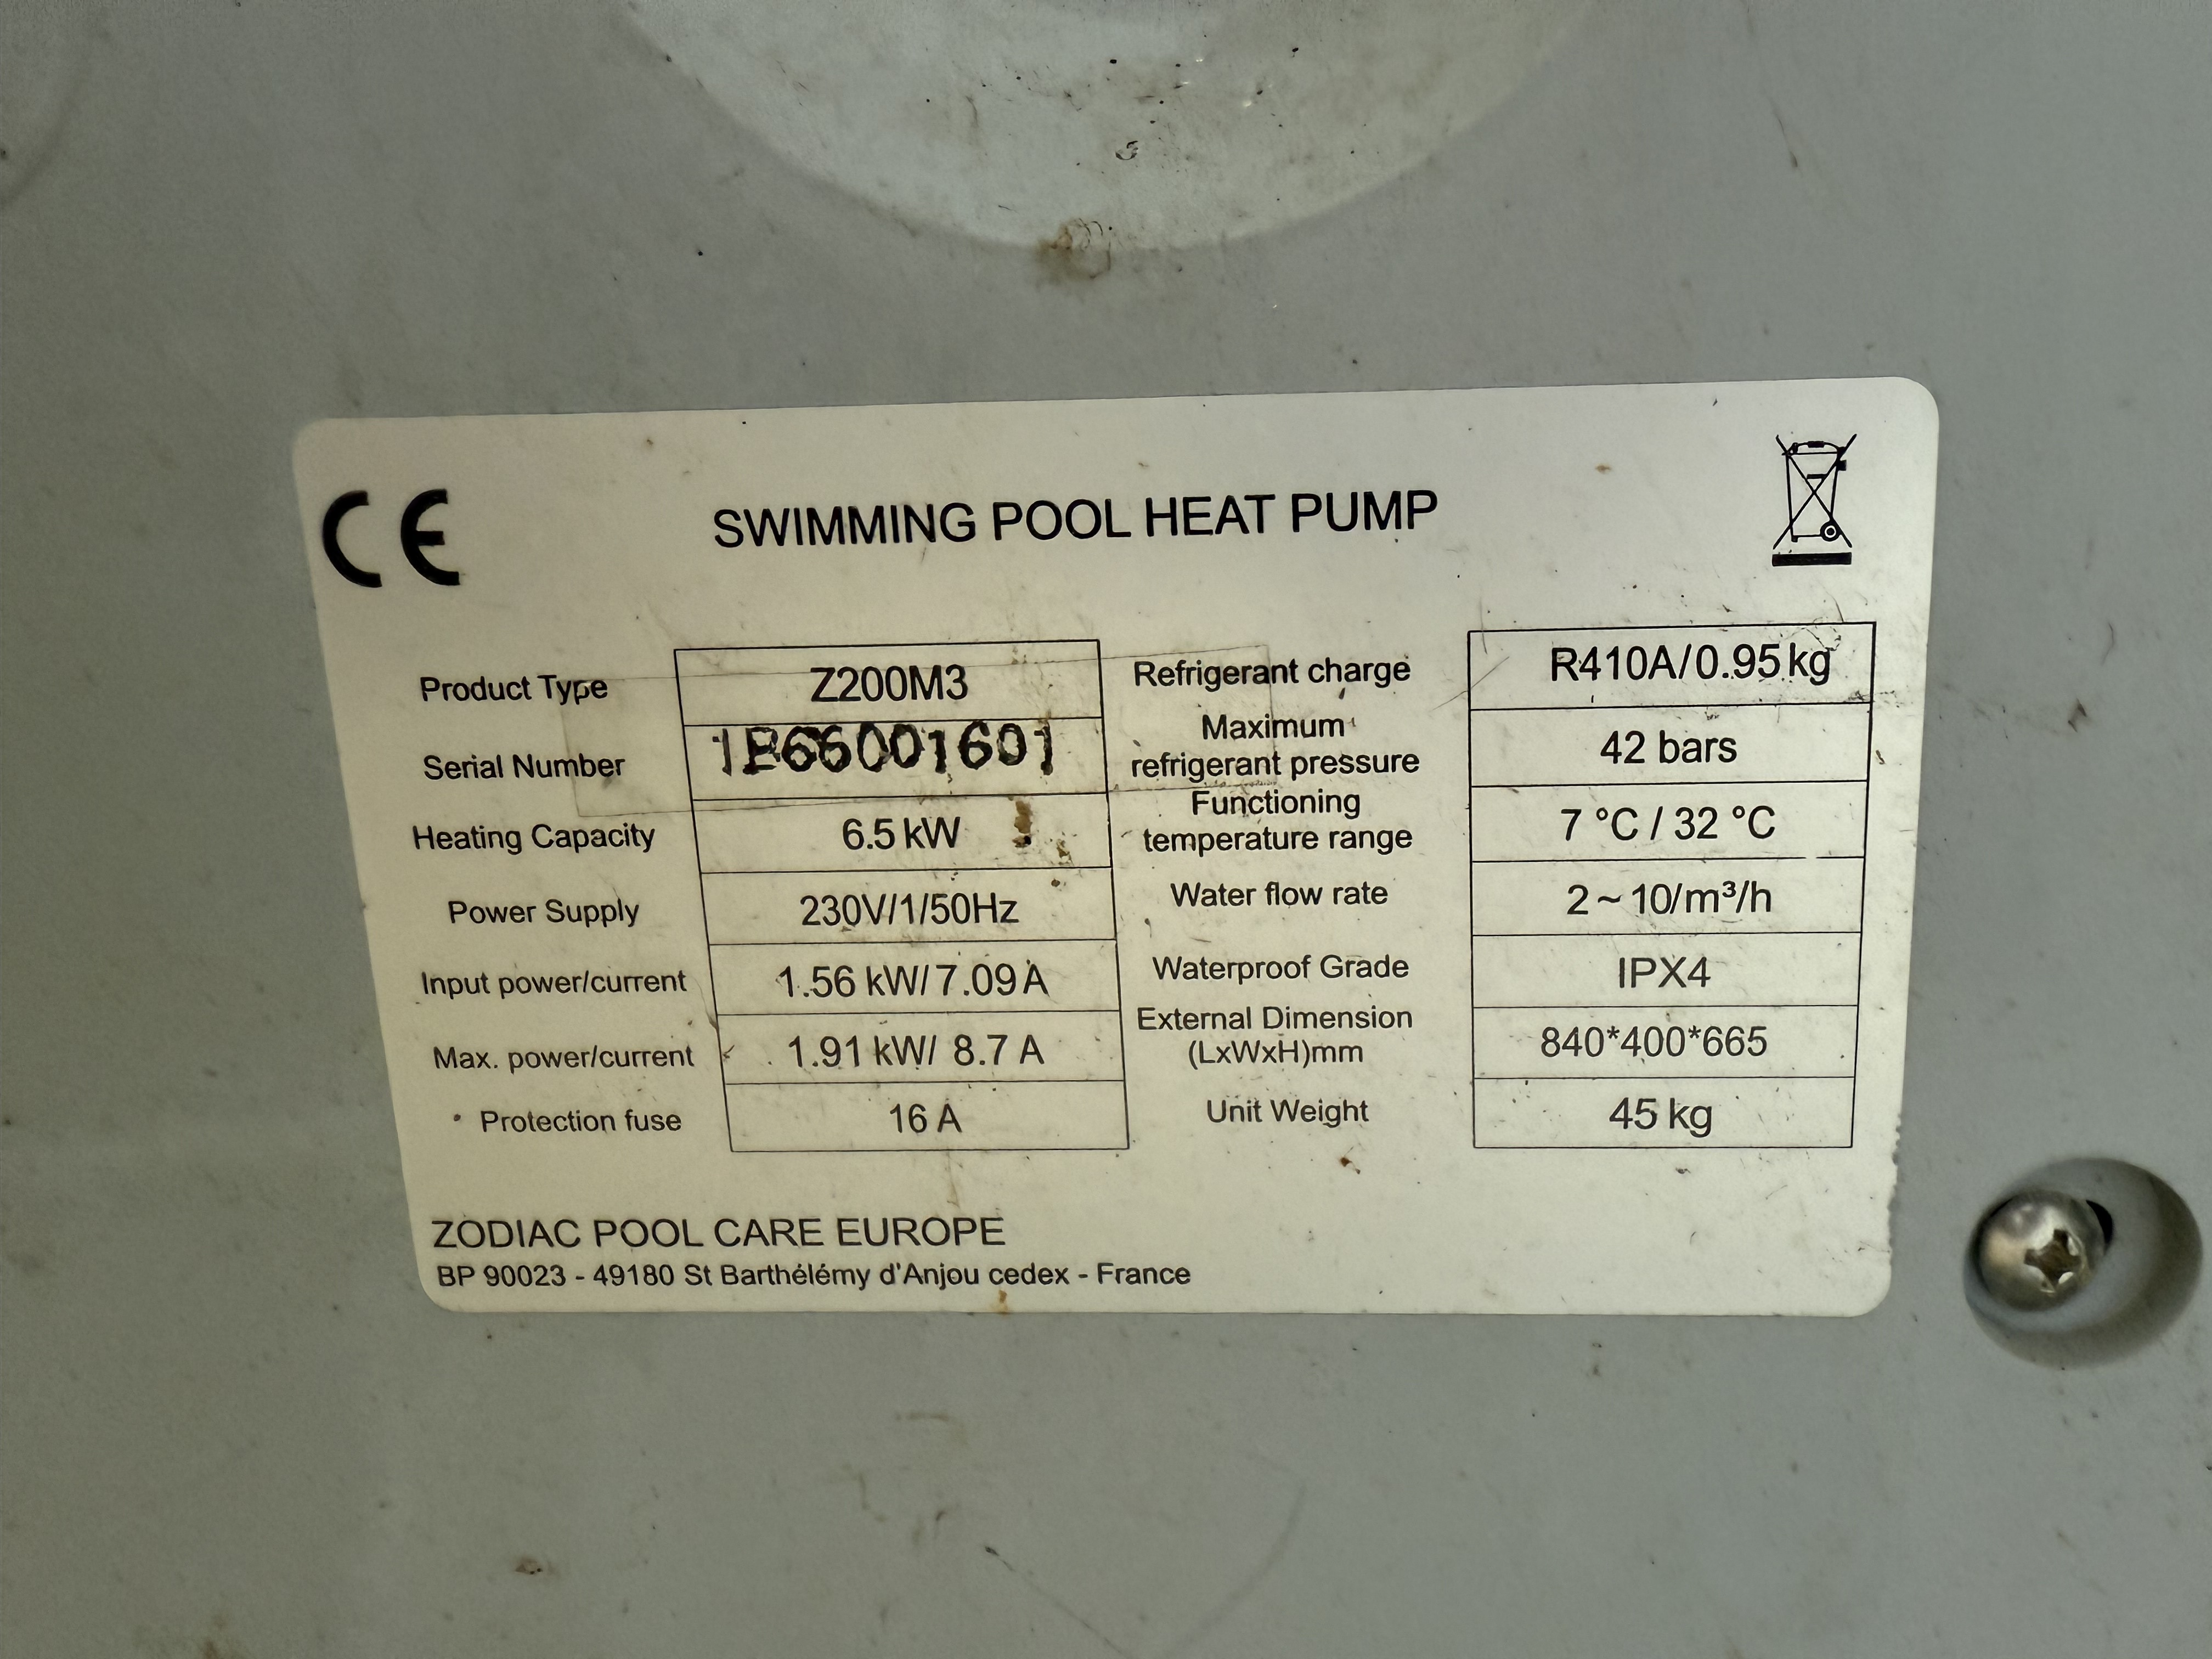 CE
SWIMMING POOL HEAT PUMP
Product Type Z200M3
Serial Number
Heating Capacity 6.5 kW
Power Supply 230V/1/50Hz
Input power/current 1.56 kW/7.09 A
Max. power/current 1.91 kW/ 8.7 A
Protection fuse 16 A
Refrigerant charge R410A/0.95 kg
Maximum
refrigerant pressure 42 bars
Functioning
temperature range 7 °C / 32 °C
Water flow rate 2 ~ 10/m³/h
Waterproof Grade IPX4
External Dimension
(LxWxH)mm 840*400*665
Unit Weight 45 kg
ZODIAC POOL CARE EUROPE
BP 90023 - 49180 St Barthélémy d'Anjou cedex - France